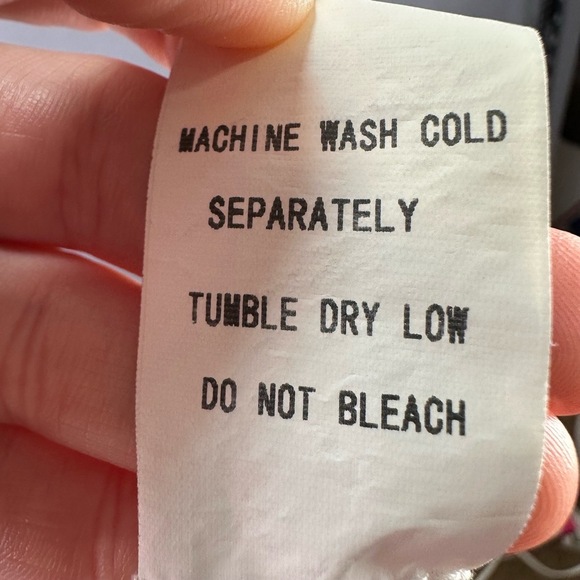 MACHINE WASH COLD
SEPARATELY
TUMBLE DRY LOW
DO NOT BLEACH